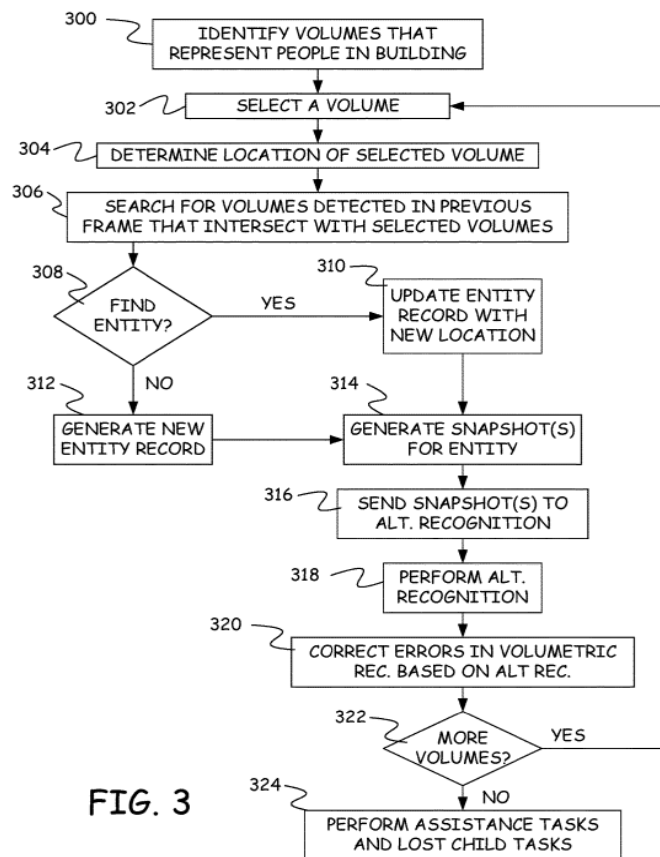 300
IDENTIFY VOLUMES THAT
REPRESENT PEOPLE IN BUILDING
302
SELECT A VOLUME
304
DETERMINE LOCATION OF SELECTED VOLUME
306
SEARCH FOR VOLUMES DETECTED IN PREVIOUS
FRAME THAT INTERSECT WITH SELECTED VOLUMES
308
FIND
ENTITY?
YES
310
UPDATE ENTITY
RECORD WITH
NEW LOCATION
NO
312
GENERATE NEW
ENTITY RECORD
314
GENERATE SNAPSHOT(S)
FOR ENTITY
316
SEND SNAPSHOT(S) TO
ALT. RECOGNITION
318
PERFORM ALT.
RECOGNITION
320
CORRECT ERRORS IN VOLUMETRIC
REC. BASED ON ALT REC.
322
MORE
VOLUMES?
YES
NO
324
PERFORM ASSISTANCE TASKS
AND LOST CHILD TASKS
FIG. 3